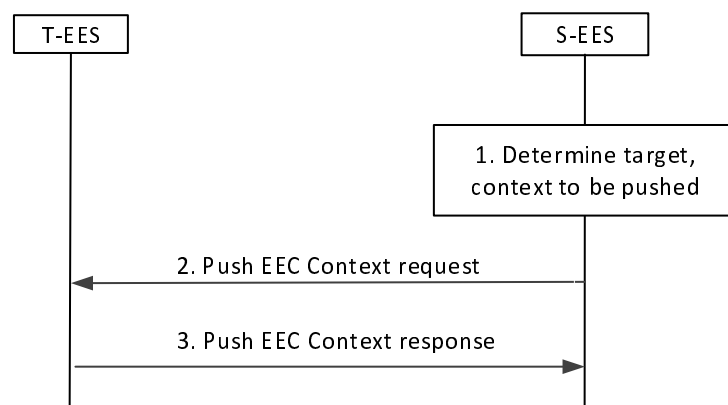 T-EES
S-EES
1. Determine target,
context to be pushed
2. Push EEC Context request
3. Push EEC Context response